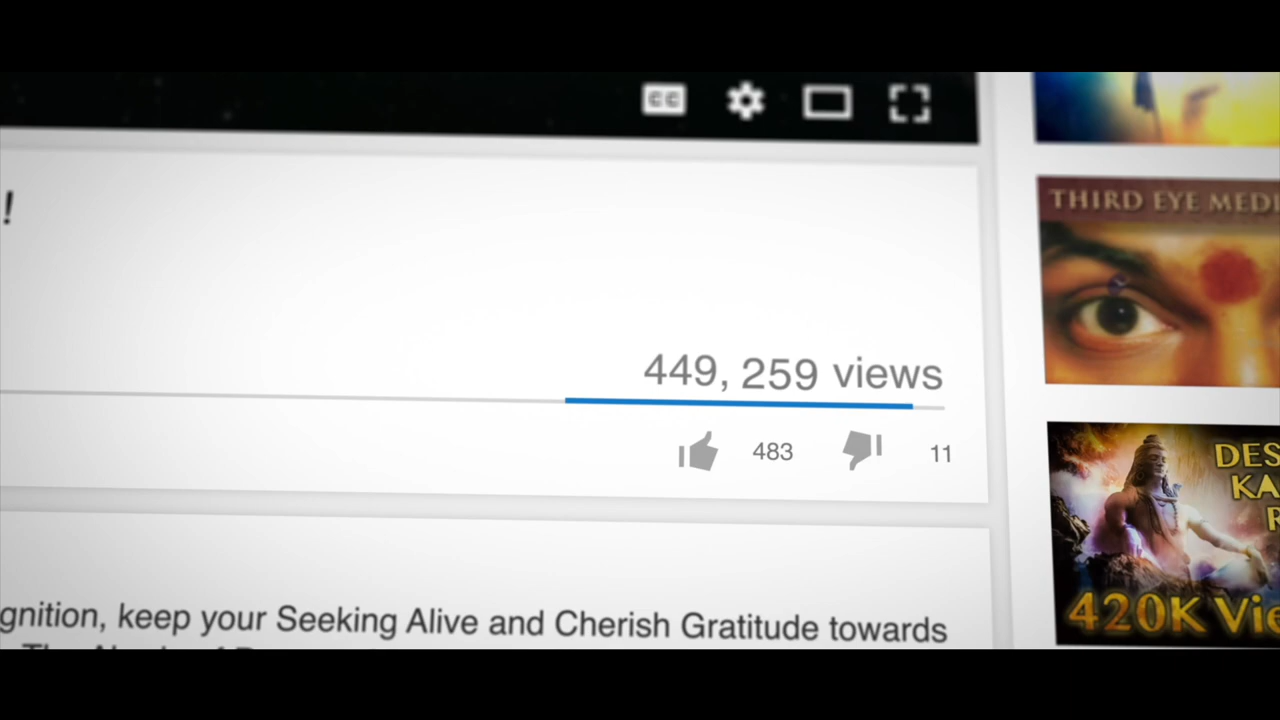 CC
!
THIRD EYE MEDI
449, 259 views
483
11
DES
KA
420K Vie
gnition, keep your Seeking Alive and Cherish Gratitude towards